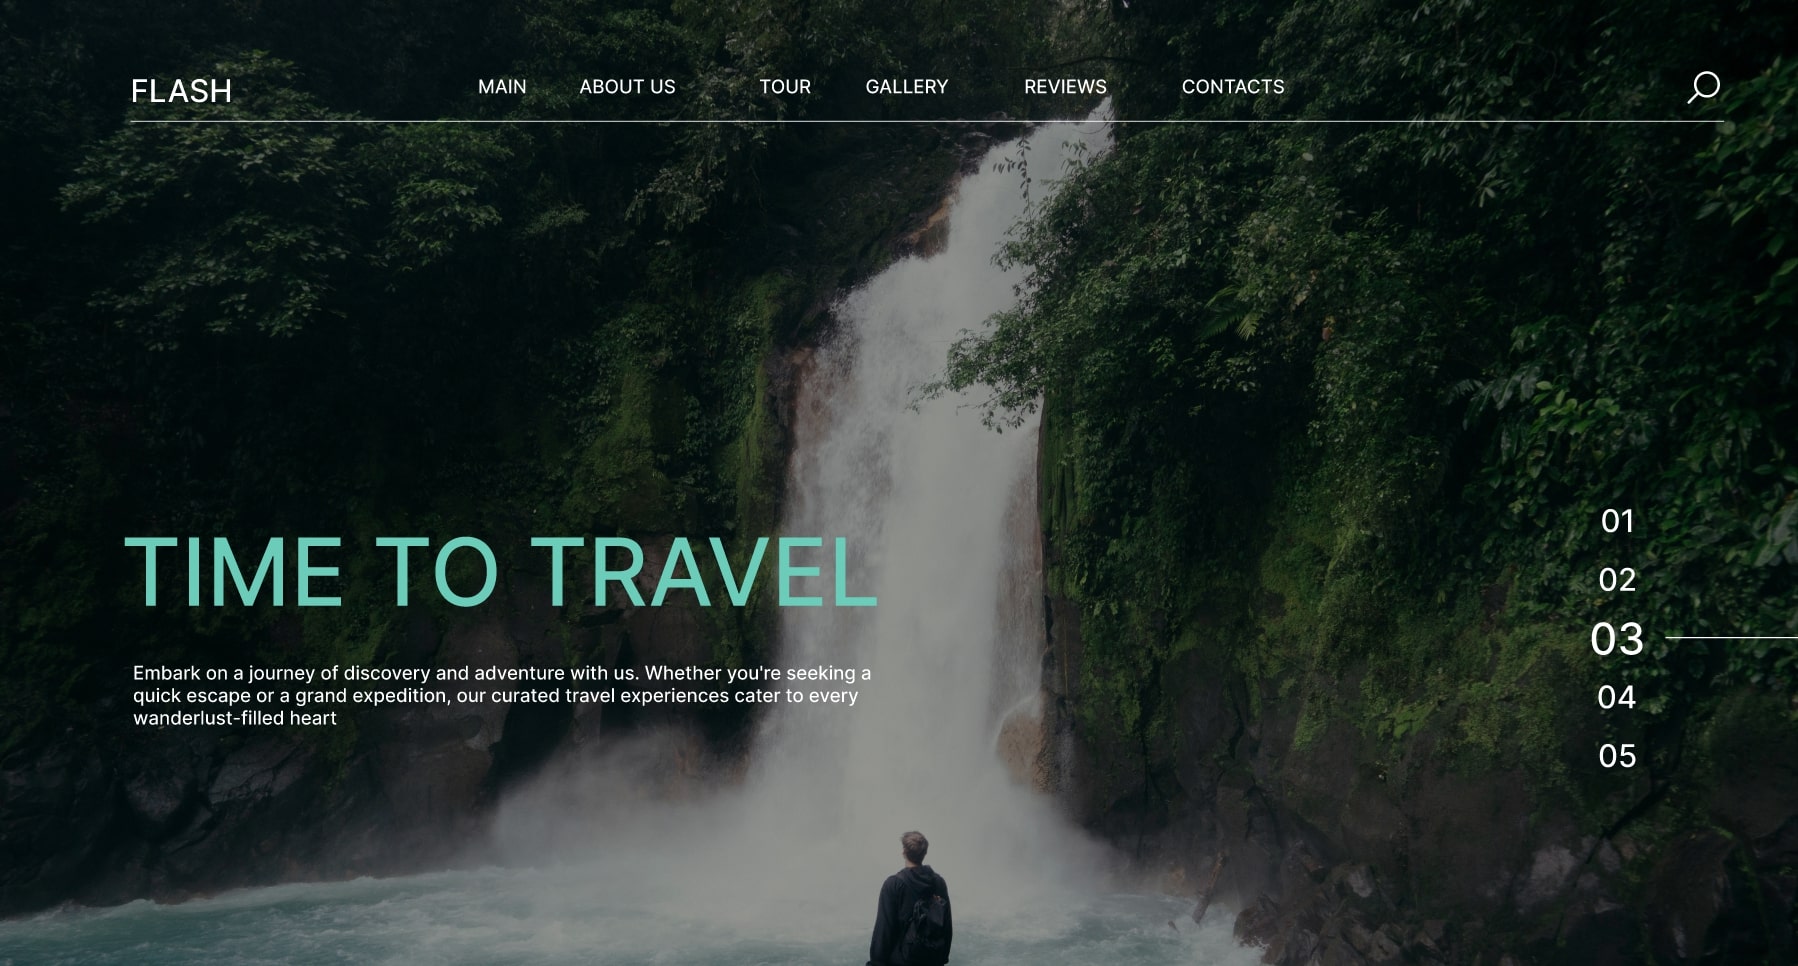 FLASH
MAIN ABOUT US TOUR GALLERY REVIEWS CONTACTS
TIME TO TRAVEL
Embark on a journey of discovery and adventure with us. Whether you're seeking a
quick escape or a grand expedition, our curated travel experiences cater to every
wanderlust-filled heart
01
02
03
04
05